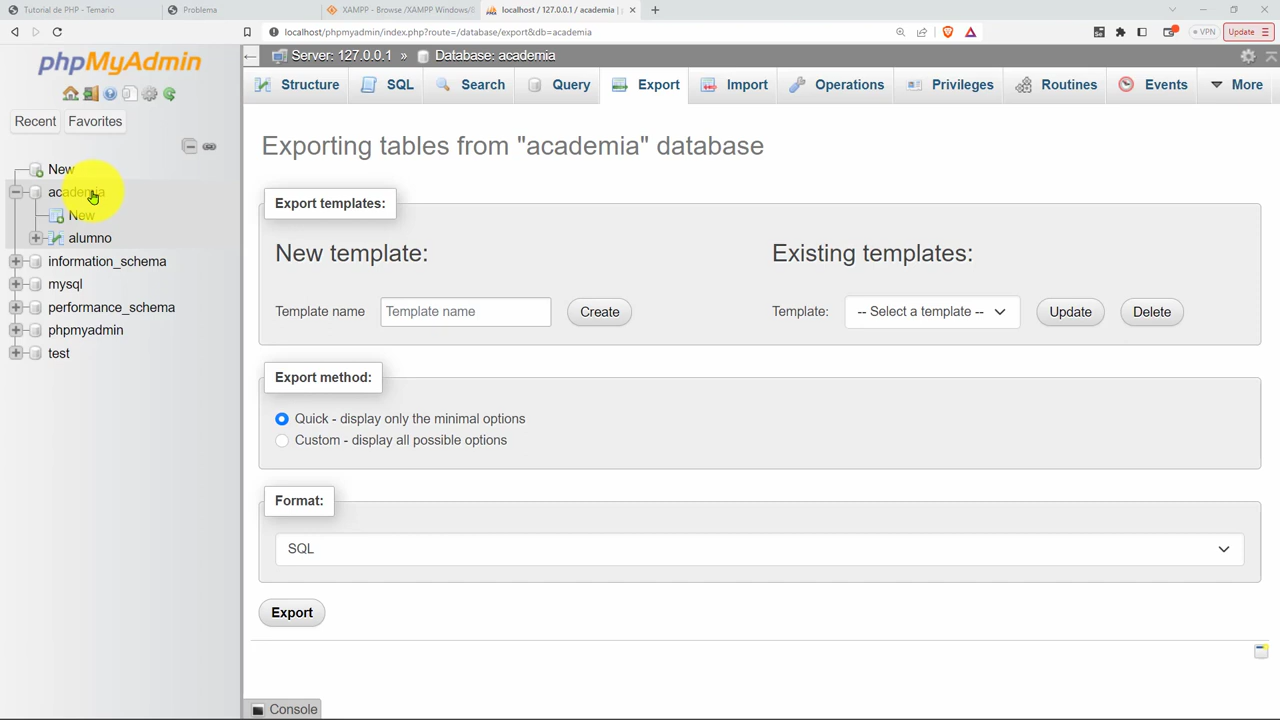 Tutorial de PHP - Temario
Problema
XAMPP - Browse /XAMPP Windows/8
localhost / 127.0.0.1 / academia |
localhost/phpmyadmin/index.php?route=/database/export&db=academia
VPN
Update
phpMyAdmin
Recent
Favorites
New
academia
New
alumno
information_schema
mysql
performance_schema
phpmyadmin
test
Server: 127.0.0.1 » Database: academia
Structure
SQL
Search
Query
Export
Import
Operations
Privileges
Routines
Events
More
Exporting tables from "academia" database
Export templates:
New template:
Template name
Template name
Create
Existing templates:
Template:
-- Select a template --
Update
Delete
Export method:
Quick - display only the minimal options
Custom - display all possible options
Format:
SQL
Export
Console